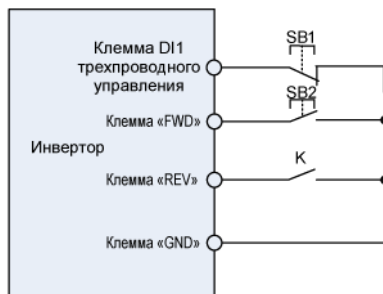 Клемма DI1
трехпроводного
управления
SB1
SB2
Клемма «FWD»
Инвертор
K
Клемма «REV»
Клемма «GND»